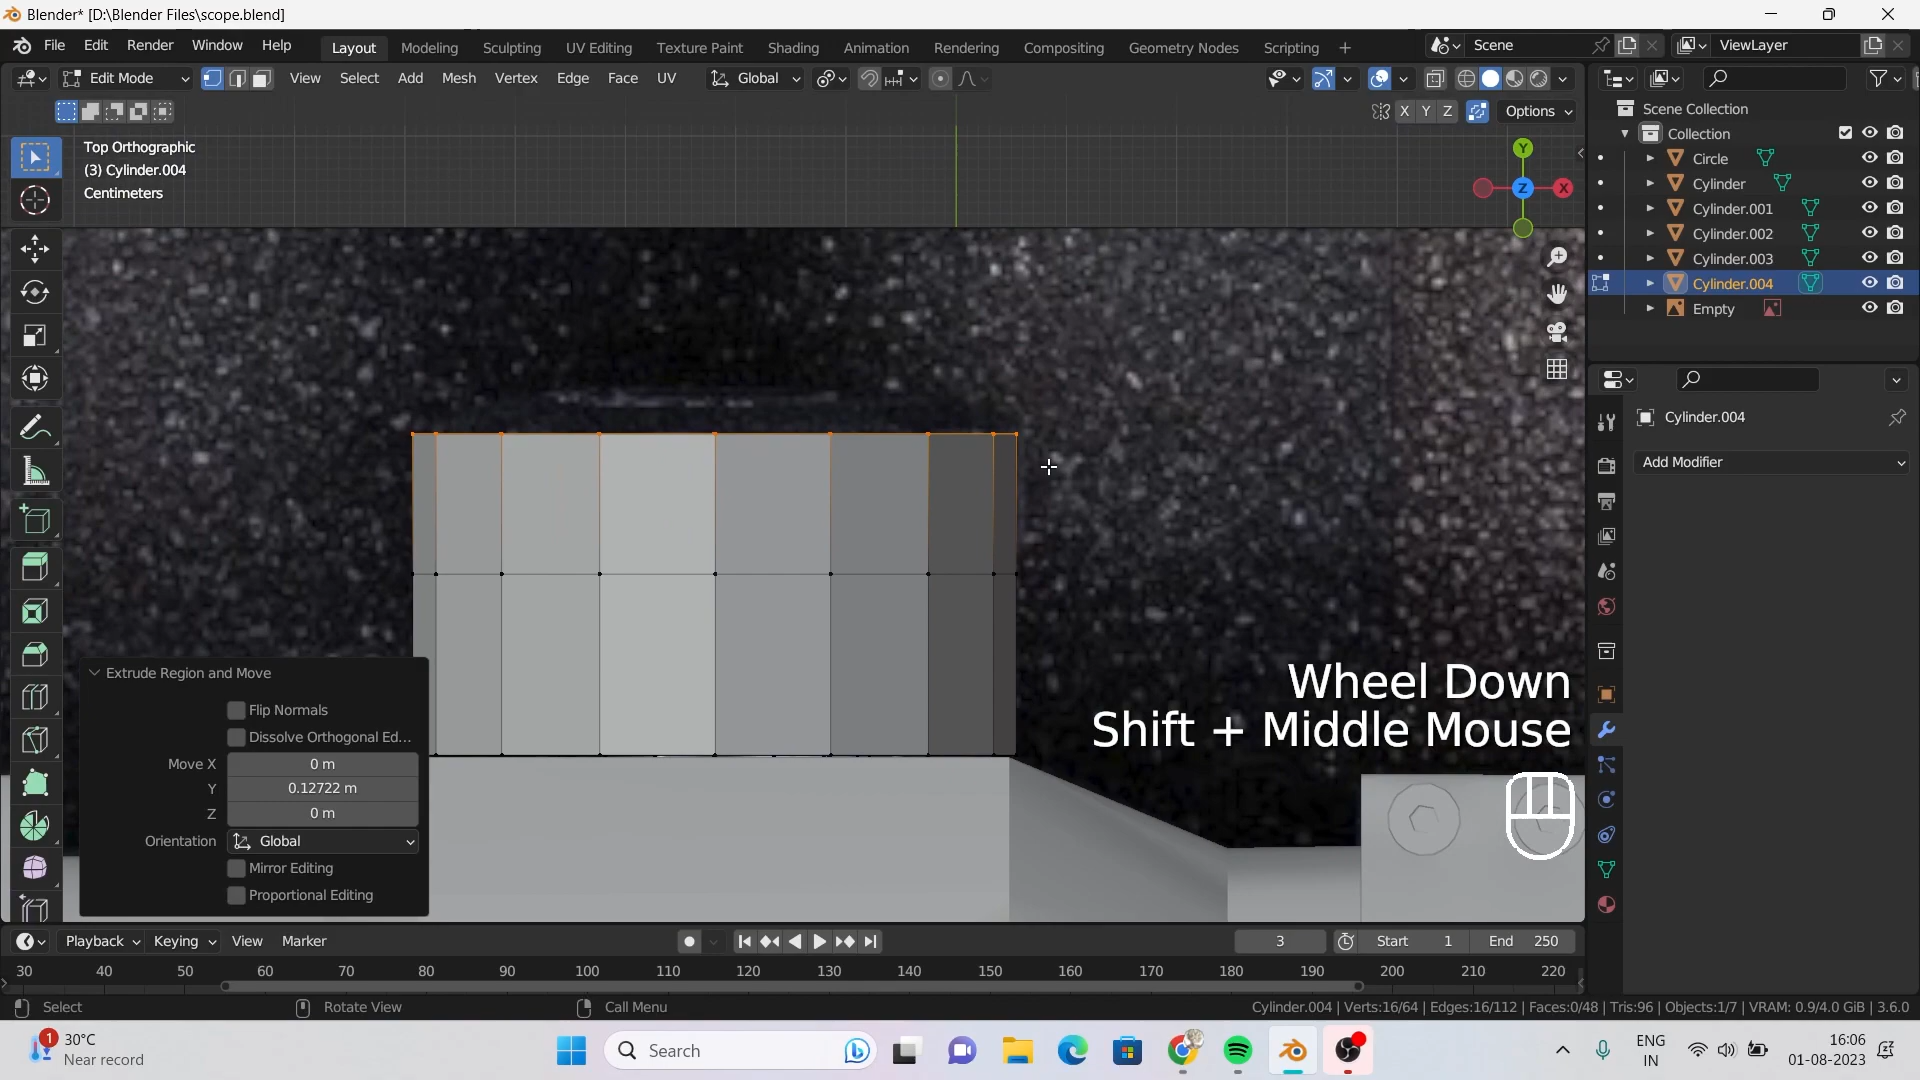 Blender* [D:\Blender Files\scope.blend]
File Edit Render Window Help
Layout Modeling Sculpting UV Editing Texture Paint Shading Animation Rendering Compositing Geometry Nodes Scripting +
Scene
ViewLayer
Edit Mode
View Select Add Mesh Vertex Edge Face UV
Global
X Y Z
Options
Top Orthographic
(3) Cylinder.004
Centimeters
Y
Z
X
Scene Collection
Collection
Circle
Cylinder
Cylinder.001
Cylinder.002
Cylinder.003
Cylinder.004
Empty
Cylinder.004
Add Modifier
Wheel Down
Shift + Middle Mouse
Extrude Region and Move
Flip Normals
Dissolve Orthogonal Ed...
Move X 0 m
Y 0.12722 m
Z 0 m
Orientation Global
Mirror Editing
Proportional Editing
Playback Keying View Marker
3
Start 1
End 250
30 40 50 60 70 80 90 100 110 120 130 140 150 160 170 180 190 200 210 220
Select
Rotate View
Call Menu
Cylinder.004 | Verts:16/64 | Edges:16/112 | Faces:0/48 | Tris:96 | Objects:1/7 | VRAM: 0.9/4.0 GiB | 3.6.0
1
30°C
Near record
Search
ENG
IN
16:06
01-08-2023